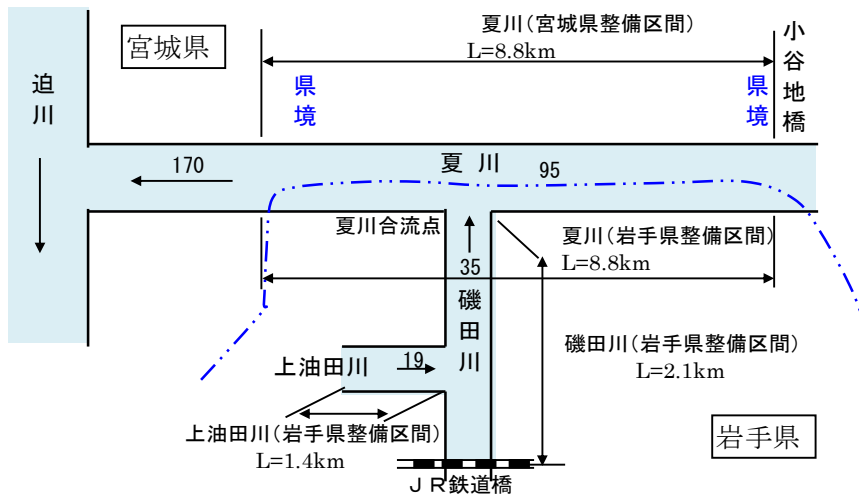 宮城県
夏川（宮城県整備区間）
L=8.8km
小谷地橋
迫川
県境
県境
170
夏川
95
夏川合流点
夏川（岩手県整備区間）
L=8.8km
35
磯田川
上油田川
19
磯田川（岩手県整備区間）
L=2.1km
上油田川（岩手県整備区間）
L=1.4km
岩手県
ＪＲ鉄道橋